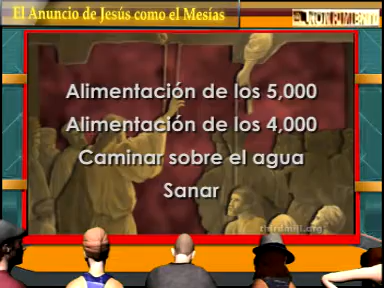 El Anuncio de Jesús como el Mesías
Alimentación de los 5,000
Alimentación de los 4,000
Caminar sobre el agua
Sanar
thirdmill.org